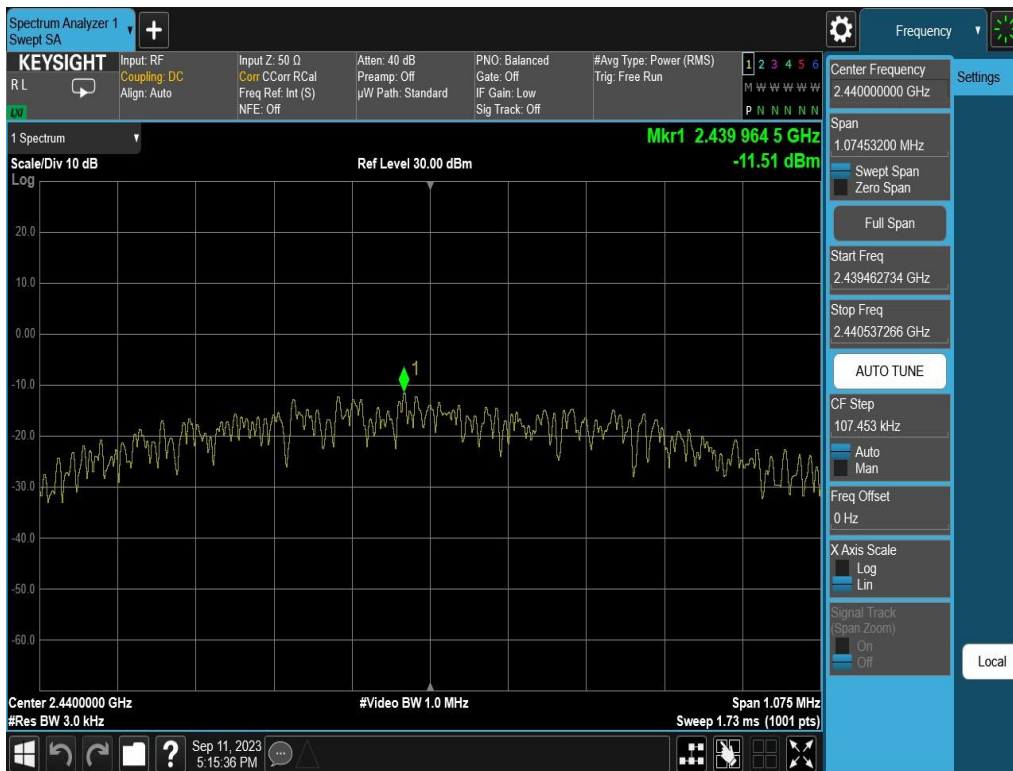 Spectrum Analyzer 1
Swept SA
Frequency
KEYSIGHT
R L
LXI
Input: RF
Coupling: DC
Align: Auto
Input Z: 50 Ω
Corr CCorr RCal
Freq Ref: Int (S)
NFE: Off
Atten: 40 dB
Preamp: Off
µW Path: Standard
PNO: Balanced
Gate: Off
IF Gain: Low
Sig Track: Off
#Avg Type: Power (RMS)
Trig: Free Run
1 2 3 4 5 6
M W W W W W
P N N N N N
Center Frequency
2.440000000 GHz
Settings
Span
1.07453200 MHz
Swept Span
Zero Span
Full Span
Start Freq
2.439462734 GHz
Stop Freq
2.440537266 GHz
AUTO TUNE
CF Step
107.453 kHz
Auto
Man
Freq Offset
0 Hz
X Axis Scale
Log
Lin
Signal Track
(Span Zoom)
On
Off
Local
1 Spectrum
Mkr1 2.439 964 5 GHz
Scale/Div 10 dB
Ref Level 30.00 dBm
-11.51 dBm
Log
20.0
10.0
0.00
1
-10.0
-20.0
-30.0
-40.0
-50.0
-60.0
Center 2.4400000 GHz
#Video BW 1.0 MHz
Span 1.075 MHz
#Res BW 3.0 kHz
Sweep 1.73 ms (1001 pts)
?
Sep 11, 2023
5:15:36 PM